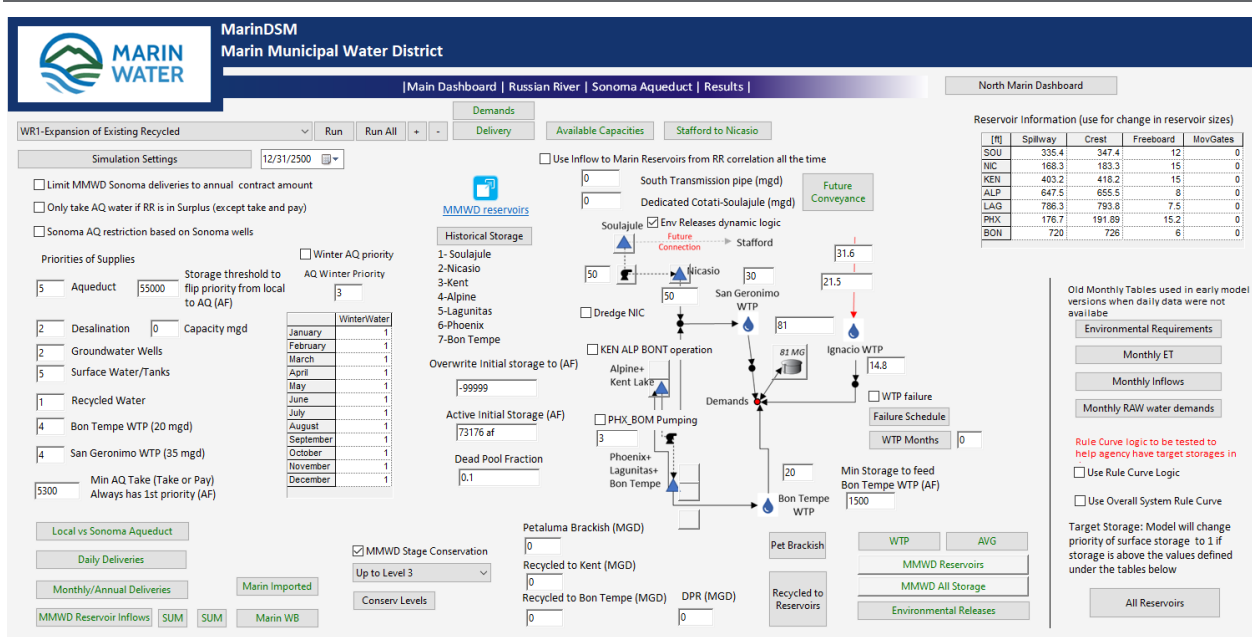 MarinDSM
Marin Municipal Water District
MARIN
WATER
|Main Dashboard | Russian River | Sonoma Aqueduct | Results |
North Marin Dashboard
Demands
WR1-Expansion of Existing Recycled
Run
Run All
+
-
Delivery
Available Capacities
Stafford to Nicasio
Simulation Settings
12/31/2500
Limit MMWD Sonoma deliveries to annual contract amount
Only take AQ water if RR is in Surplus (except take and pay)
Sonoma AQ restriction based on Sonoma wells
Priorities of Supplies
5 Aqueduct 55000
Storage threshold to
flip priority from local
to AQ (AF)
2 Desalination 0 Capacity mgd
2 Groundwater Wells
5 Surface Water/Tanks
1 Recycled Water
4 Bon Tempe WTP (20 mgd)
4 San Geronimo WTP (35 mgd)
5300
Min AQ Take (Take or Pay)
Always has 1st priority (AF)
Winter AQ priority
AQ Winter Priority
3
WinterWater
January 1
February 1
March 1
April 1
May 1
June 1
July 1
August 1
September 1
October 1
November 1
December 1
Local vs Sonoma Aqueduct
Daily Deliveries
Monthly/Annual Deliveries
MMWD Reservoir Inflows
SUM
SUM
Marin Imported
Marin WB
MMWD Stage Conservation
Up to Level 3
Conserv Levels
MMWD reservoirs
Historical Storage
1- Soulajule
2-Nicasio
3-Kent
4-Alpine
5-Lagunitas
6-Phoenix
7-Bon Tempe
Overwrite Initial storage to (AF)
-99999
Active Initial Storage (AF)
73176 af
Dead Pool Fraction
0.1
Use Inflow to Marin Reservoirs from RR correlation all the time
0 South Transmission pipe (mgd)
0 Dedicated Cotati-Soulajule (mgd)
Future
Conveyance
Soulajule
Env Releases dynamic logic
Future
Connection
Stafford
31.6
50
Nicasio
30
21.5
50
San Geronimo
WTP
Dredge NIC
81
KEN ALP BONT operation
81 MG
Ignacio WTP
14.8
Alpine+
Kent Lake
Demands
WTP failure
Failure Schedule
WTP Months
0
PHX_BOM Pumping
3
Phoenix+
Lagunitas+
Bon Tempe
20
Bon Tempe
WTP
Min Storage to feed
Bon Tempe WTP (AF)
1500
Petaluma Brackish (MGD)
0
Recycled to Kent (MGD)
0
Recycled to Bon Tempe (MGD)
0
DPR (MGD)
0
Pet Brackish
Recycled to
Reservoirs
WTP
AVG
MMWD Reservoirs
MMWD All Storage
Environmental Releases
Reservoir Information (use for change in reservoir sizes)
[ft] Spillway Crest Freeboard MovGates
SOU 335.4 347.4 12 0
NIC 168.3 183.3 15 0
KEN 403.2 418.2 15 0
ALP 647.5 655.5 8 0
LAG 786.3 793.8 7.5 0
PHX 176.7 191.89 15.2 0
BON 720 726 6 0
Old Monthly Tables used in early model
versions when daily data were not
availabe
Environmental Requirements
Monthly ET
Monthly Inflows
Monthly RAW water demands
Rule Curve logic to be tested to
help agency have target storages in
Use Rule Curve Logic
Use Overall System Rule Curve
Target Storage: Model will change
priority of surface storage to 1 if
storage is above the values defined
under the tables below
All Reservoirs